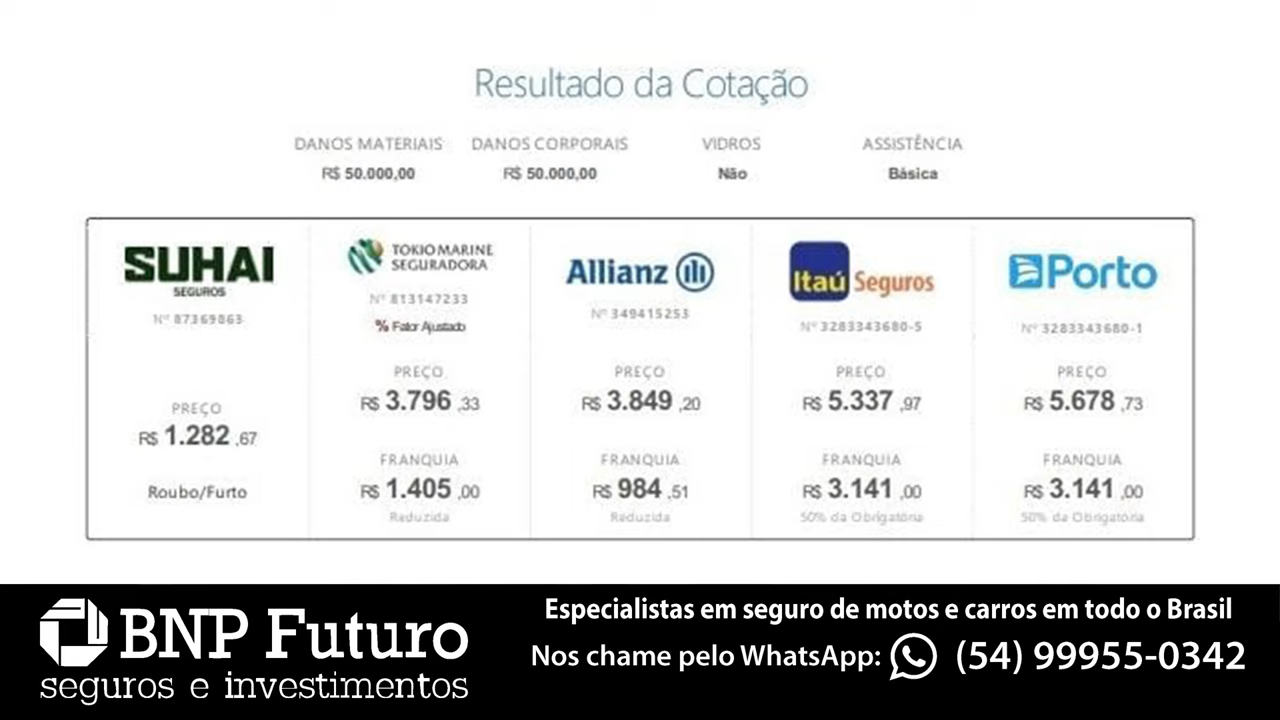 Resultado da Cotação
DANOS MATERIAIS DANOS CORPORAIS VIDROS ASSISTÊNCIA
R$ 50.000,00 R$ 50.000,00 Não Básica
SUHAI
SEGUROS
Nº 87369863
PREÇO
R$ 1.282 ,67
Roubo/Furto
TOKIO MARINE
SEGURADORA
Nº 813147233
% Fator Ajustado
PREÇO
R$ 3.796 ,33
FRANQUIA
R$ 1.405 ,00
Reduzida
Allianz
Nº 349415253
PREÇO
R$ 3.849 ,20
FRANQUIA
R$ 984 ,51
Reduzida
Itaú Seguros
Nº 3283343680-5
PREÇO
R$ 5.337 ,97
FRANQUIA
R$ 3.141 ,00
50% da Obrigatória
Porto
Nº 3283343680-1
PREÇO
R$ 5.678 ,73
FRANQUIA
R$ 3.141 ,00
50% da Obrigatória
BNP Futuro
seguros e investimentos
Especialistas em seguro de motos e carros em todo o Brasil
Nos chame pelo WhatsApp: (54) 99955-0342